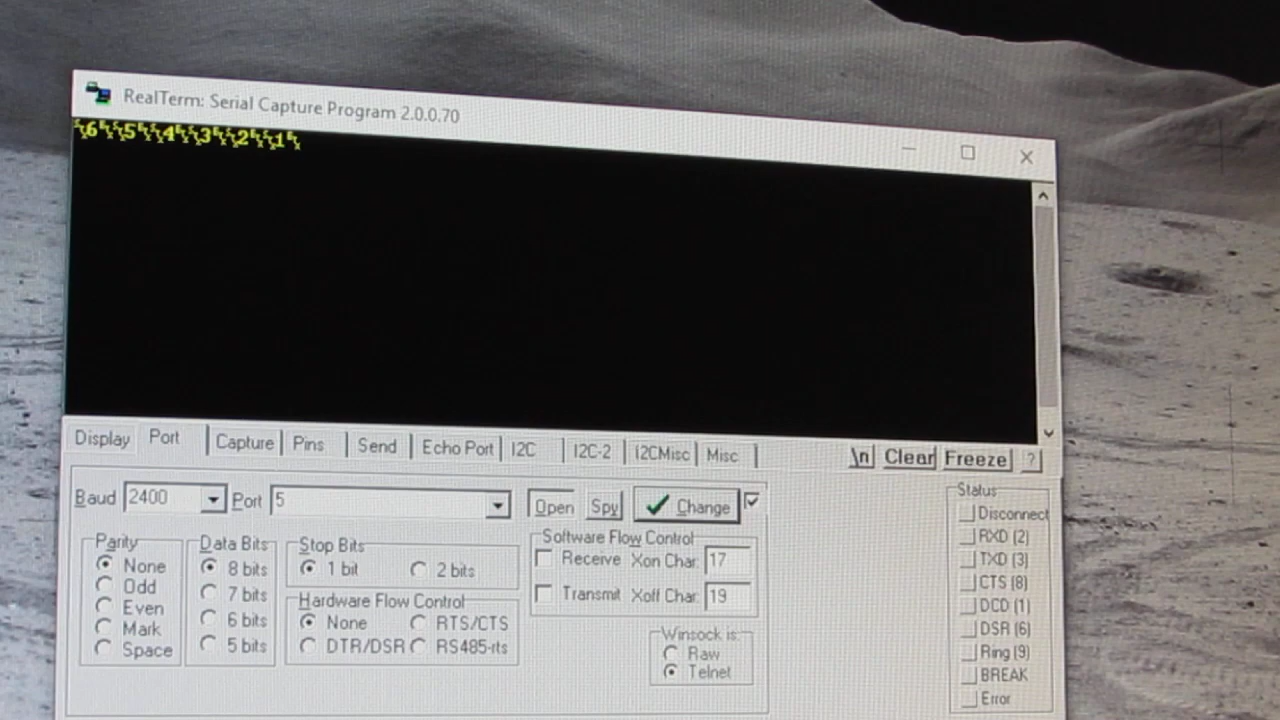 RealTerm: Serial Capture Program 2.0.0.70
6 5 4 3 2 1
Display Port Capture Pins Send Echo Port I2C I2C-2 I2CMisc Misc \n Clear Freeze ?
Baud 2400 Port 5 Open Spy Change
Status
Disconnect
RXD (2)
TXD (3)
CTS (8)
DCD (1)
DSR (6)
Ring (9)
BREAK
Error
Parity
None
Odd
Even
Mark
Space
Data Bits
8 bits
7 bits
6 bits
5 bits
Stop Bits
1 bit 2 bits
Hardware Flow Control
None RTS/CTS
DTR/DSR RS485-rts
Software Flow Control
Receive Xon Char: 17
Transmit Xoff Char: 19
Winsock is:
Raw
Telnet